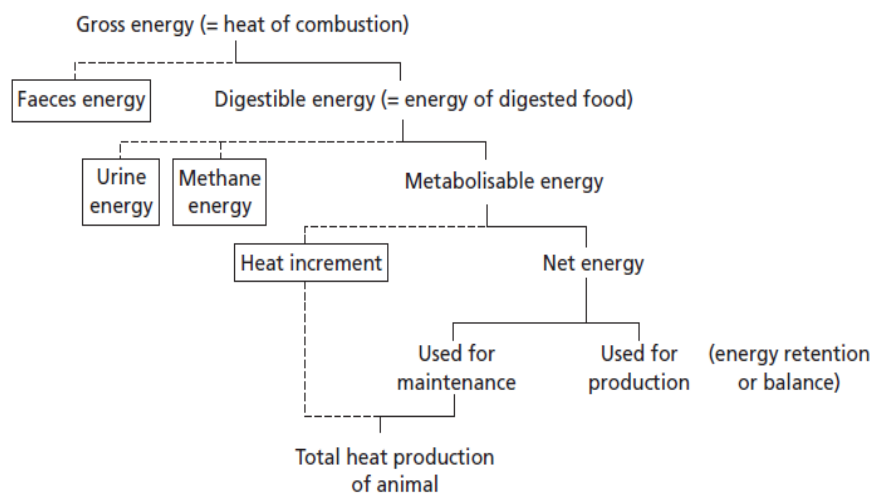 Gross energy (= heat of combustion)
Faeces energy
Digestible energy (= energy of digested food)
Urine
energy
Methane
energy
Metabolisable energy
Heat increment
Net energy
Used for
maintenance
Used for
production
(energy retention
or balance)
Total heat production
of animal